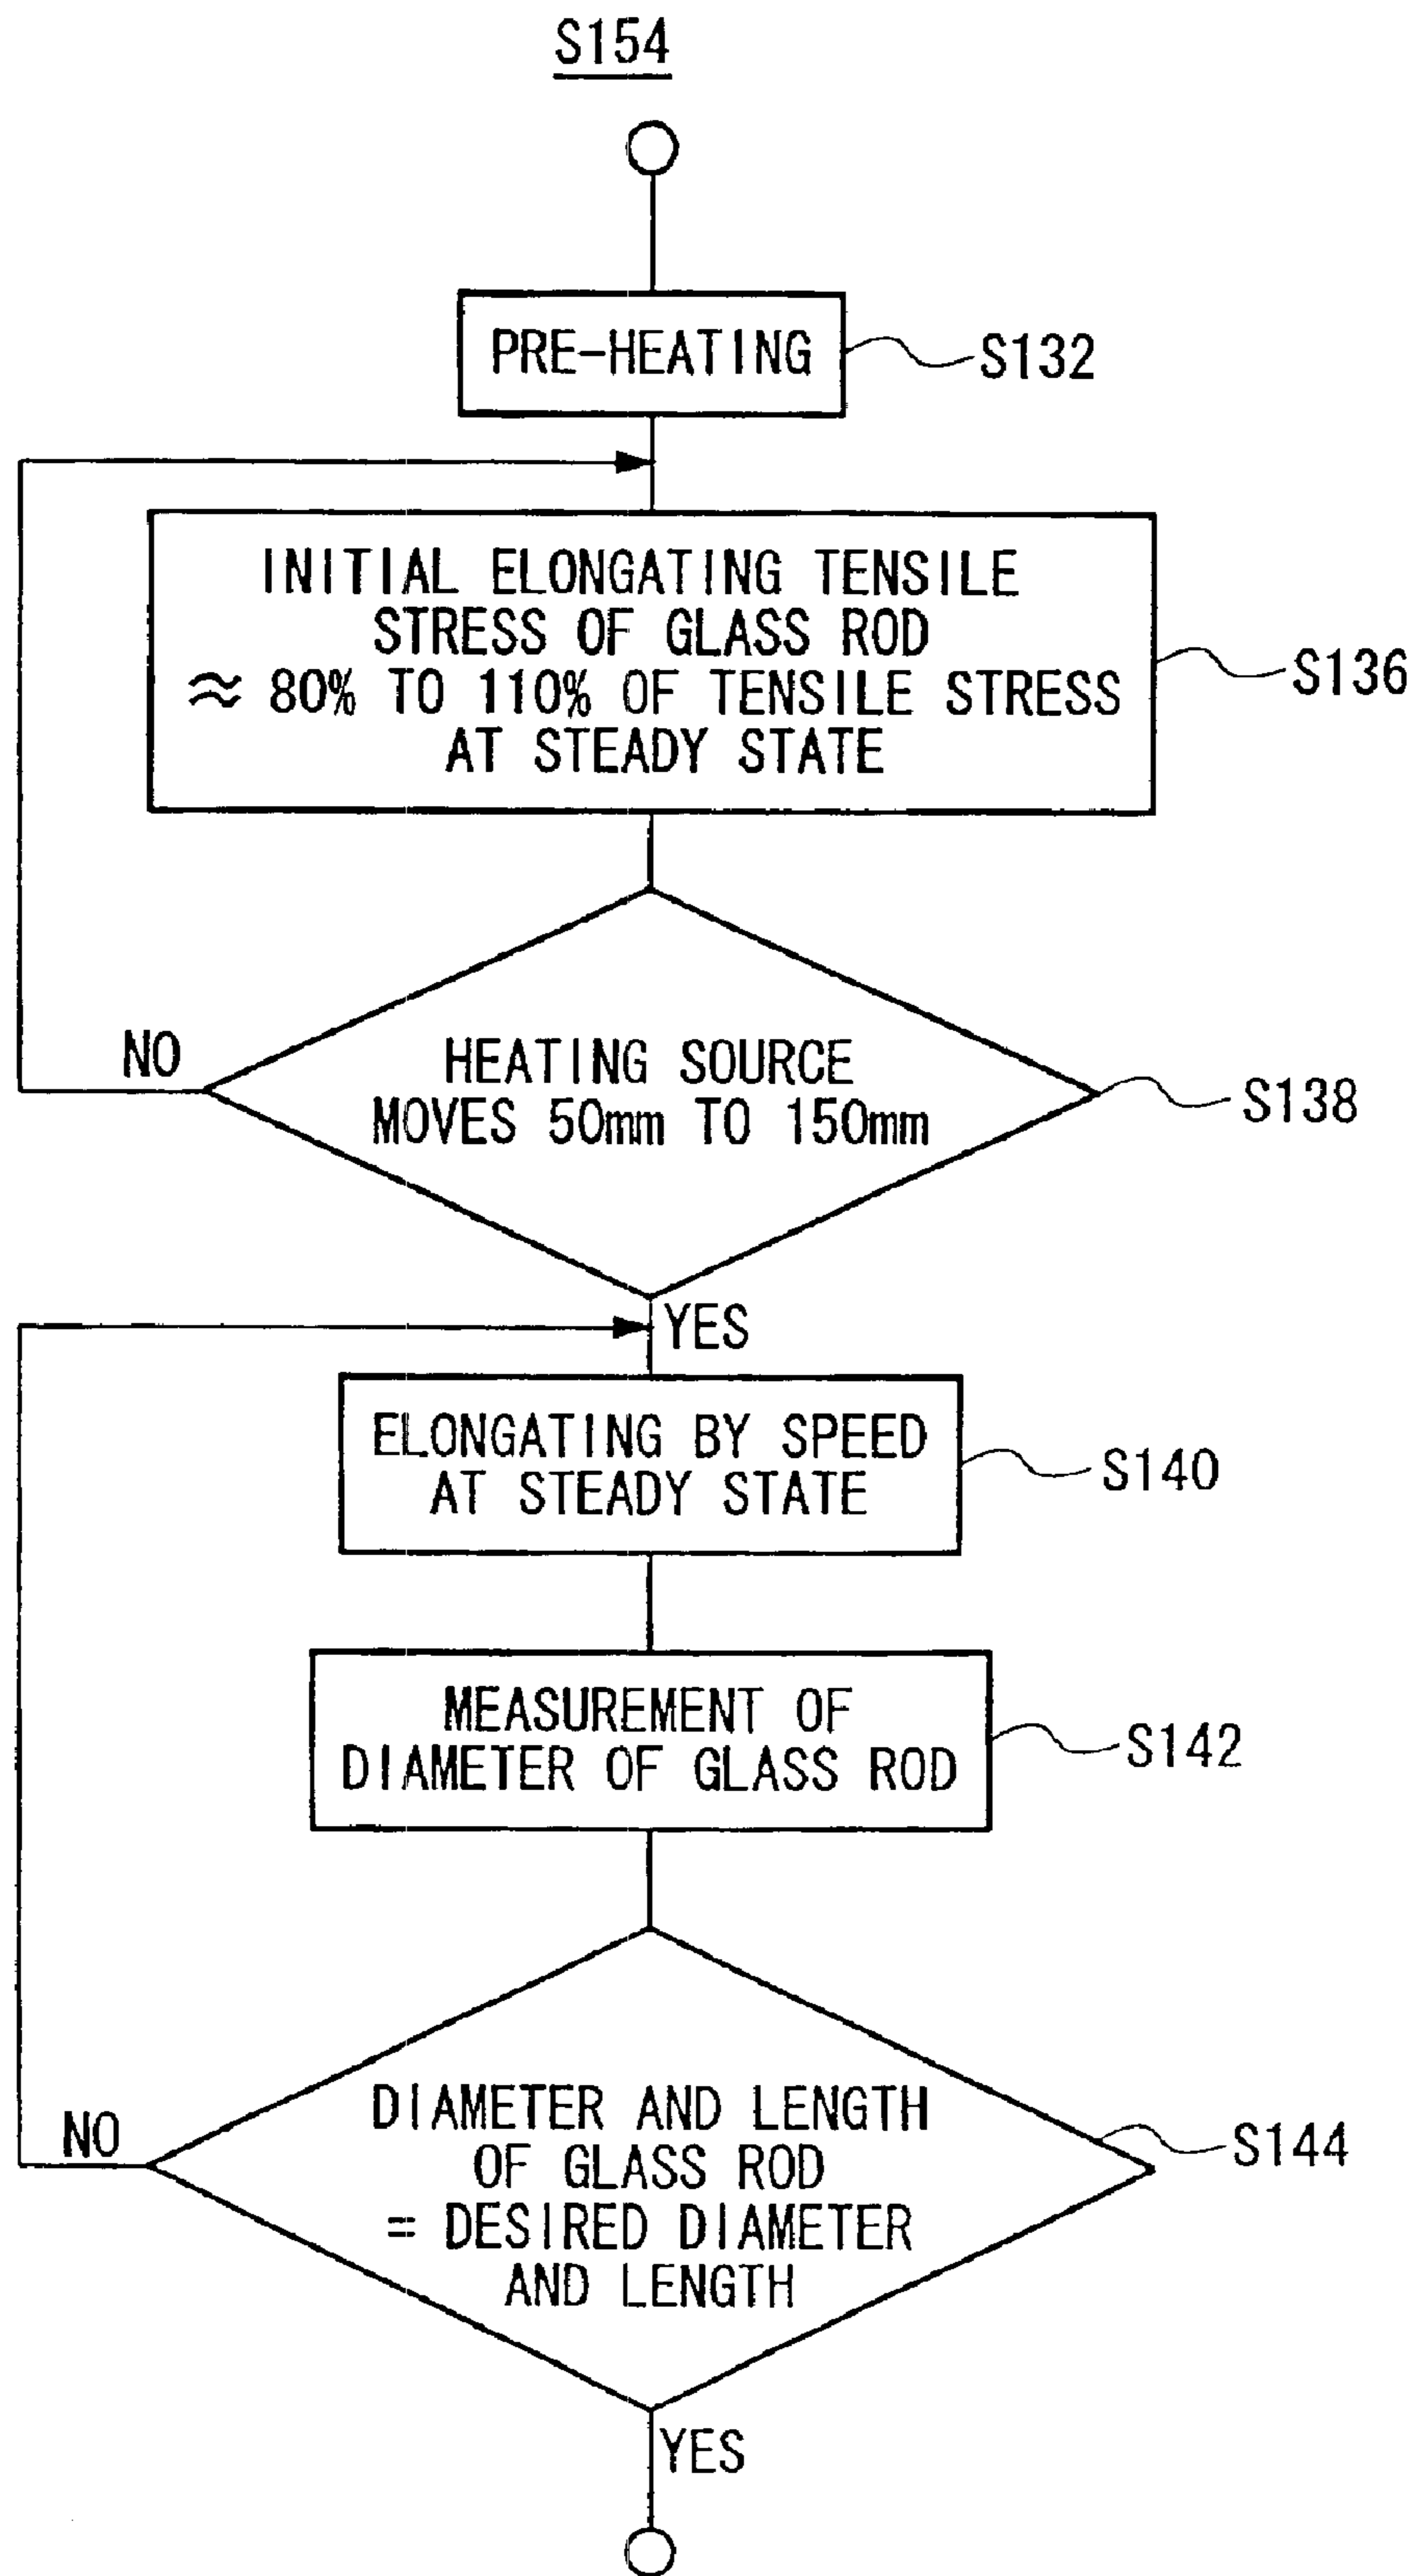 S154
PRE-HEATING
S132
INITIAL ELONGATING TENSILE
STRESS OF GLASS ROD
≈ 80% TO 110% OF TENSILE STRESS
AT STEADY STATE
S136
NO
HEATING SOURCE
MOVES 50mm TO 150mm
S138
YES
ELONGATING BY SPEED
AT STEADY STATE
S140
MEASUREMENT OF
DIAMETER OF GLASS ROD
S142
NO
DIAMETER AND LENGTH
OF GLASS ROD
= DESIRED DIAMETER
AND LENGTH
S144
YES